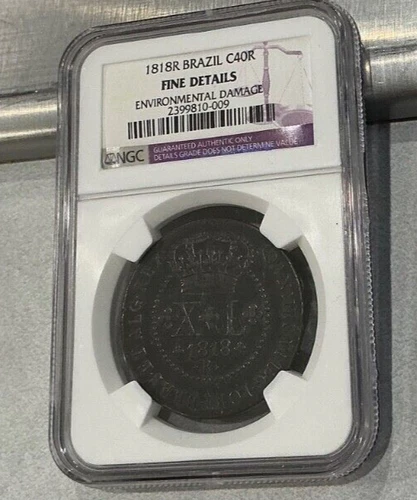 1818R BRAZIL C40R
FINE DETAILS
ENVIRONMENTAL DAMAGE
2399810-009
NGC
GUARANTEED AUTHENTIC ONLY
DETAILS GRADE DOES NOT DETERMINE VALUE
X L
1818
R